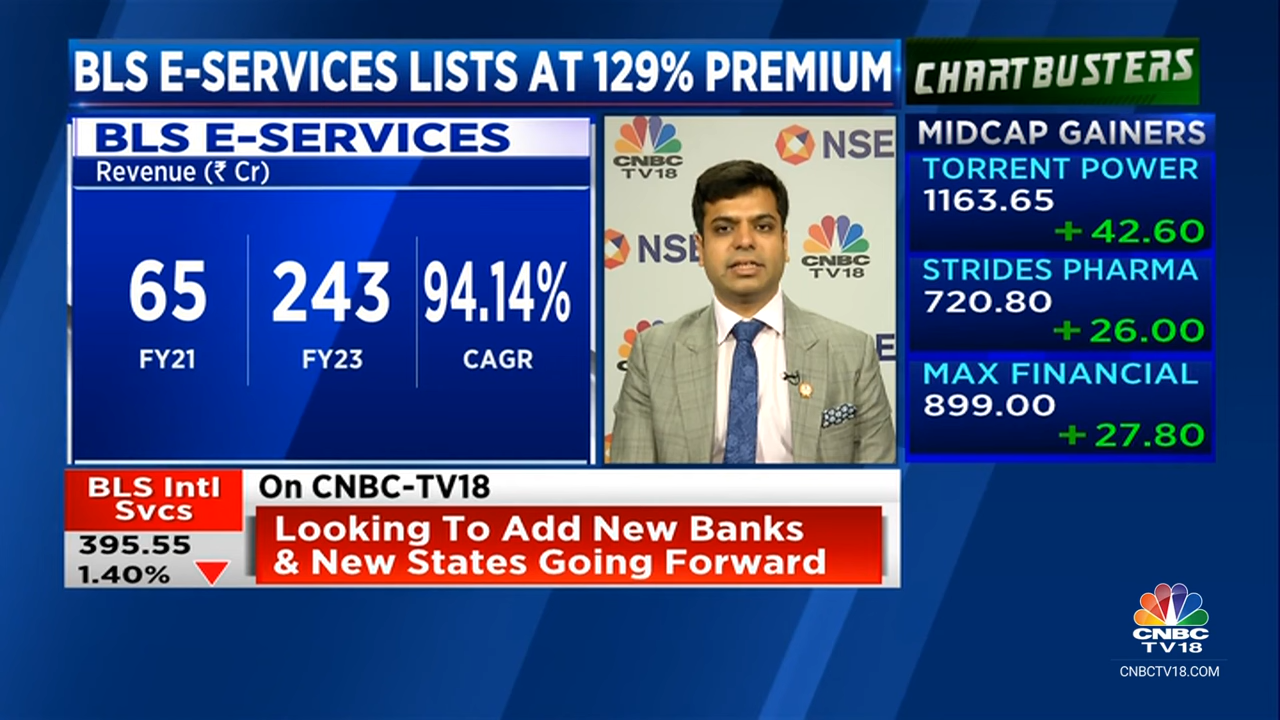 BLS E-SERVICES LISTS AT 129% PREMIUM
CHARTBUSTERS
BLS E-SERVICES
Revenue (₹ Cr)
65
243
94.14%
FY21
FY23
CAGR
CNBC
TV18
NSE
NSE
CNBC
TV18
MIDCAP GAINERS
TORRENT POWER
1163.65
+ 42.60
STRIDES PHARMA
720.80
+ 26.00
MAX FINANCIAL
899.00
+ 27.80
BLS Intl
Svcs
395.55
1.40%
On CNBC-TV18
Looking To Add New Banks
& New States Going Forward
CNBC
TV18
CNBCTV18.COM